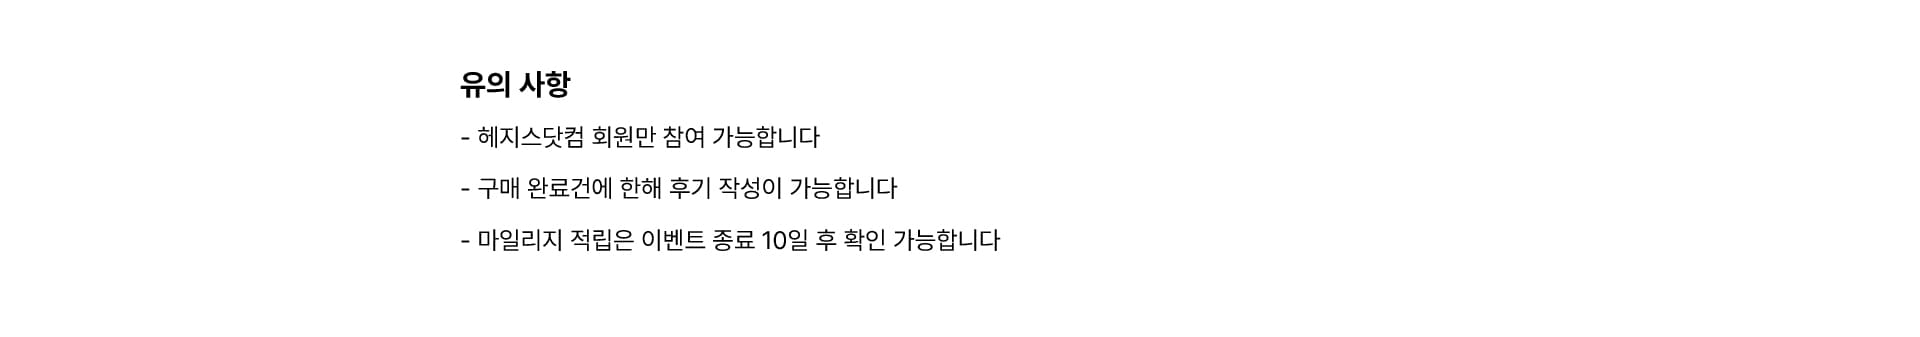 유의 사항
- 헤지스닷컴 회원만 참여 가능합니다
- 구매 완료건에 한해 후기 작성이 가능합니다
- 마일리지 적립은 이벤트 종료 10일 후 확인 가능합니다